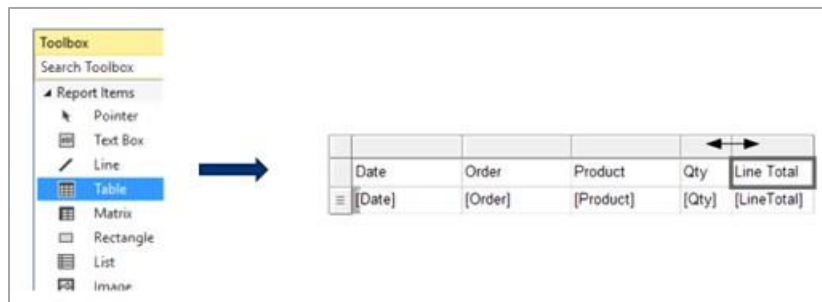 Toolbox
Search Toolbox
Report Items
Pointer
Text Box
Line
Table
Matrix
Rectangle
List
Image
Date Order Product Qty Line Total
[Date] [Order] [Product] [Qty] [LineTotal]